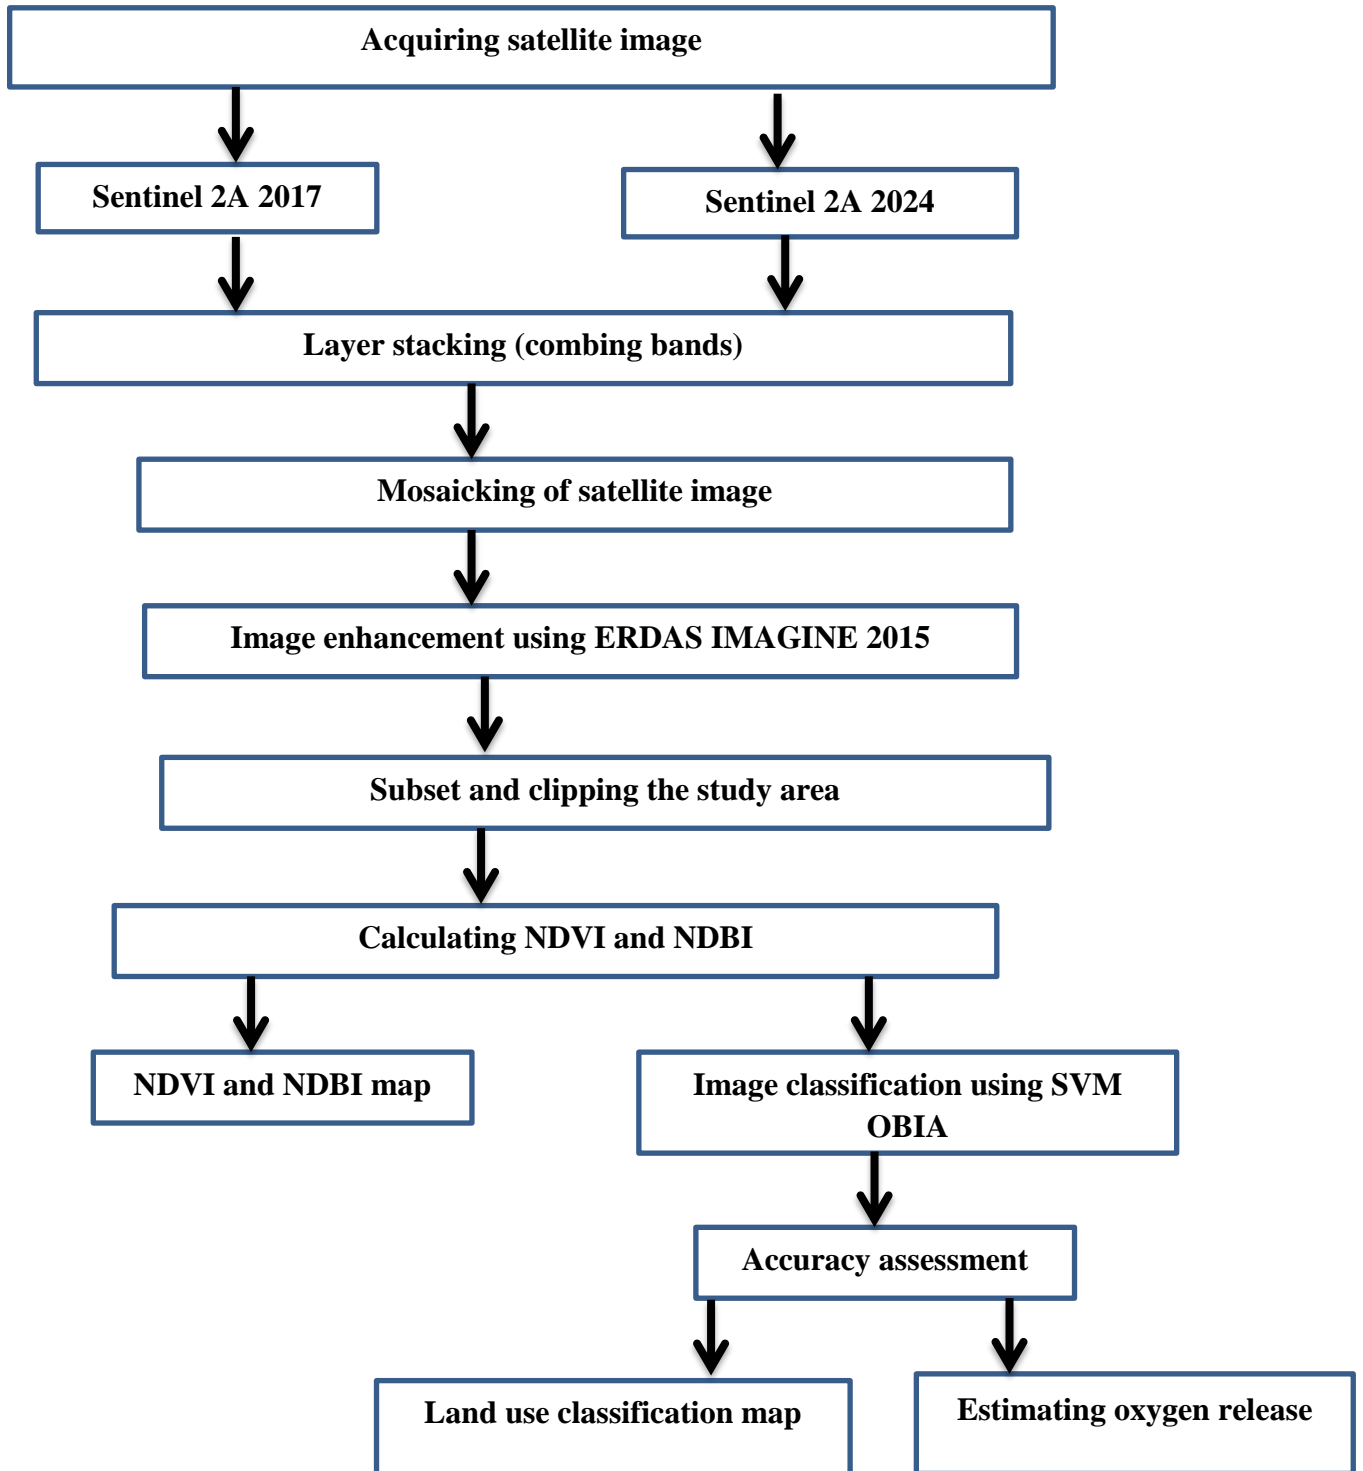 Acquiring satellite image
Sentinel 2A 2017
Sentinel 2A 2024
Layer stacking (combing bands)
Mosaicking of satellite image
Image enhancement using ERDAS IMAGINE 2015
Subset and clipping the study area
Calculating NDVI and NDBI
NDVI and NDBI map
Image classification using SVM
OBIA
Accuracy assessment
Land use classification map
Estimating oxygen release